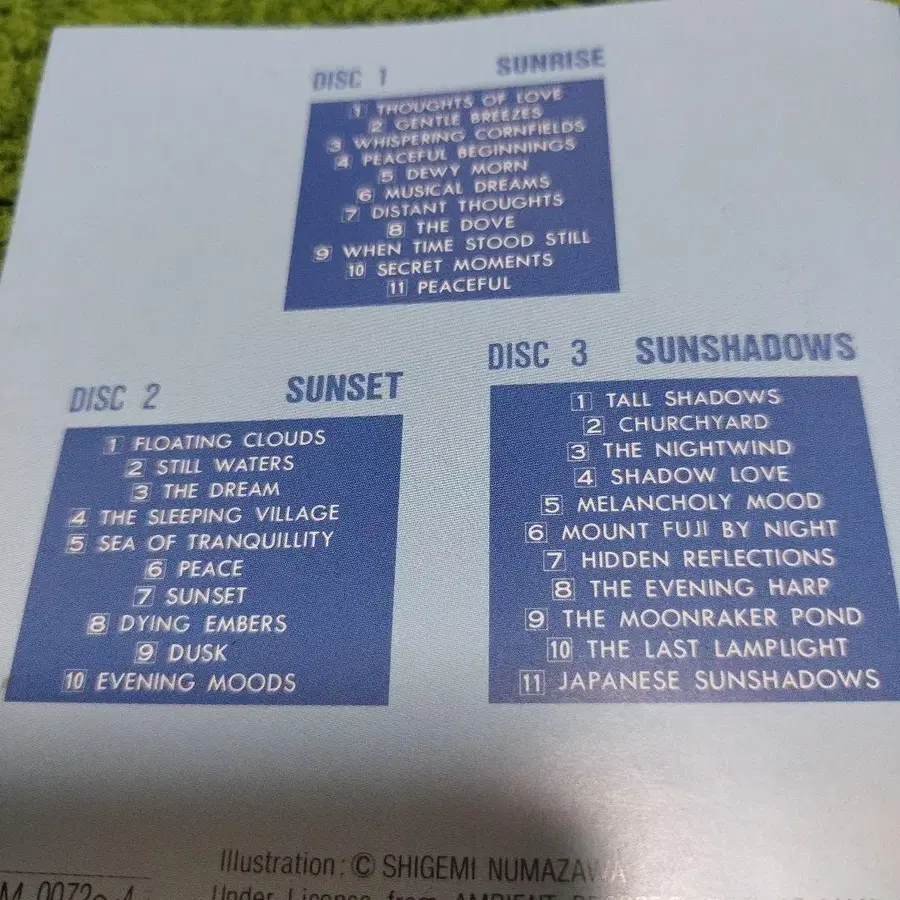 DISC 1 SUNRISE
1 THOUGHTS OF LOVE
2 GENTLE BREEZES
3 WHISPERING CORNFIELDS
4 PEACEFUL BEGINNINGS
5 DEWY MORN
6 MUSICAL DREAMS
7 DISTANT THOUGHTS
8 THE DOVE
9 WHEN TIME STOOD STILL
10 SECRET MOMENTS
11 PEACEFUL
DISC 2 SUNSET
1 FLOATING CLOUDS
2 STILL WATERS
3 THE DREAM
4 THE SLEEPING VILLAGE
5 SEA OF TRANQUILLITY
6 PEACE
7 SUNSET
8 DYING EMBERS
9 DUSK
10 EVENING MOODS
DISC 3 SUNSHADOWS
1 TALL SHADOWS
2 CHURCHYARD
3 THE NIGHTWIND
4 SHADOW LOVE
5 MELANCHOLY MOOD
6 MOUNT FUJI BY NIGHT
7 HIDDEN REFLECTIONS
8 THE EVENING HARP
9 THE MOONRAKER POND
10 THE LAST LAMPLIGHT
11 JAPANESE SUNSHADOWS
Illustration: © SHIGEMI NUMAZAWA
Under License from AMBIENT